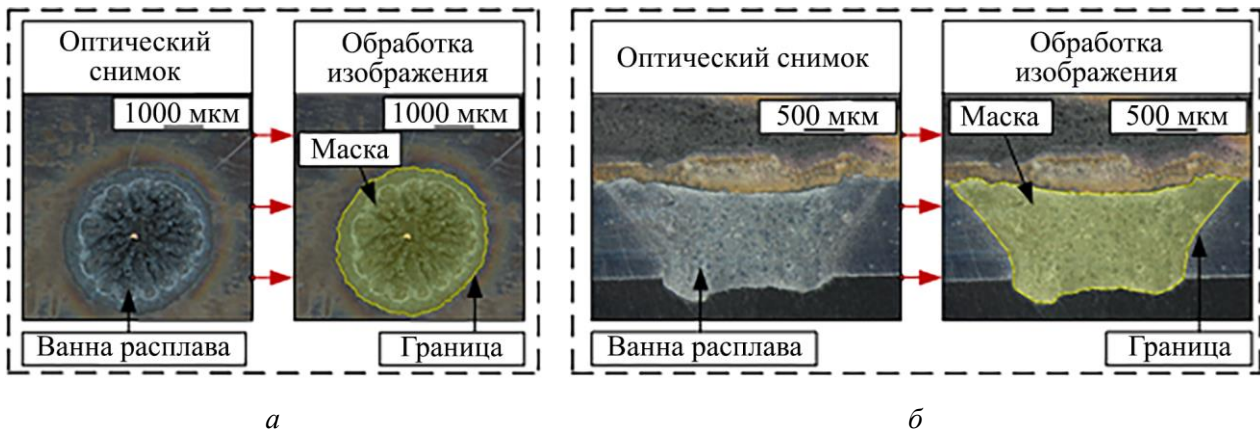 Оптический
снимок
Обработка
изображения
1000 мкм
1000 мкм
Маска
Ванна расплава
Граница
Оптический снимок
Обработка
изображения
500 мкм
Маска
500 мкм
Ванна расплава
Граница
а
б